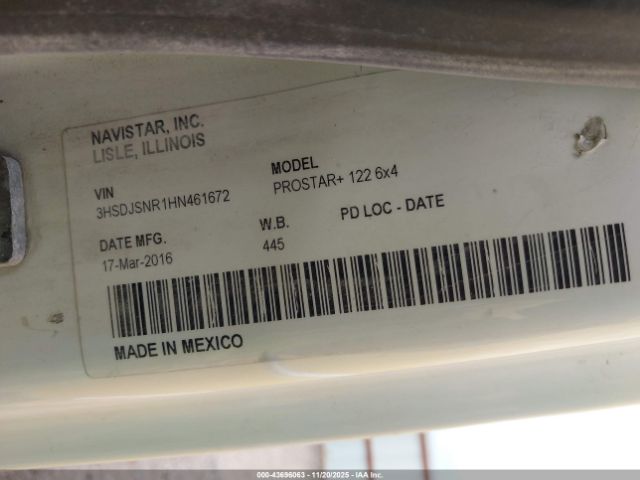 NAVISTAR, INC.
LISLE, ILLINOIS
VIN
3HSDJSNR1HN461672
MODEL
PROSTAR+ 122 6x4
DATE MFG.
17-Mar-2016
W.B.
445
PD LOC - DATE
MADE IN MEXICO
000-43696063 - 11/20/2025 - IAA Inc.